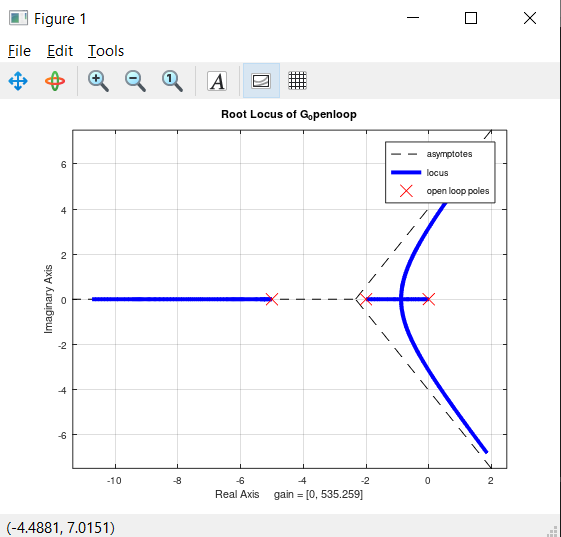 Figure 1
File Edit Tools
1 A
Root Locus of G₀penloop
asymptotes
locus
open loop poles
6
4
2
0
-2
-4
-6
Imaginary Axis
-10 -8 -6 -4 -2 0 2
Real Axis gain = [0, 535.259]
(-4.4881, 7.0151)